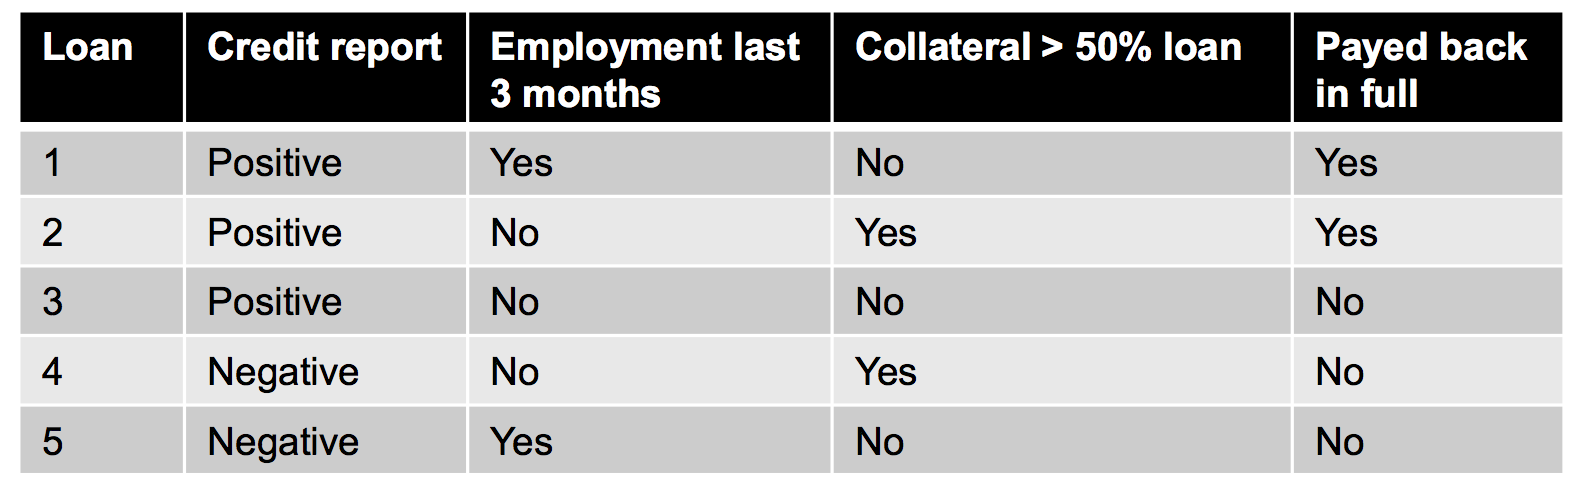 Loan Credit report Employment last 3 months Collateral > 50% loan Payed back in full
1 Positive Yes No Yes
2 Positive No Yes Yes
3 Positive No No No
4 Negative No Yes No
5 Negative Yes No No